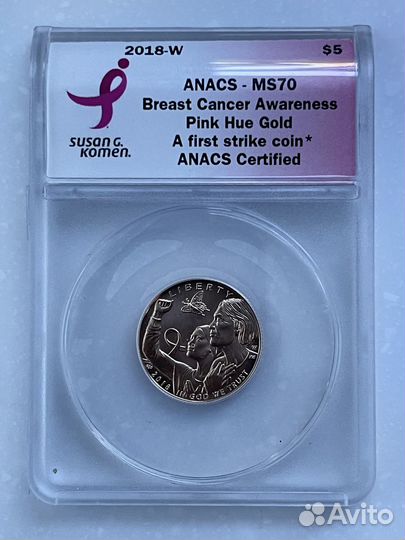 2018-W $5
ANACS - MS70
Breast Cancer Awareness
Pink Hue Gold
A first strike coin*
ANACS Certified
SUSAN G.
KOMEN.
LIBERTY
2018 IN GOD WE TRUST
Avito